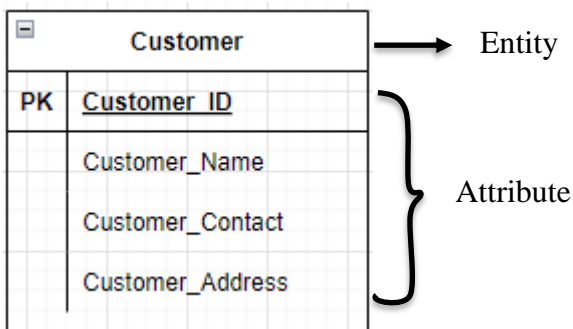 Customer
Entity
PK Customer_ID
Customer_Name
Attribute
Customer_Contact
Customer_Address